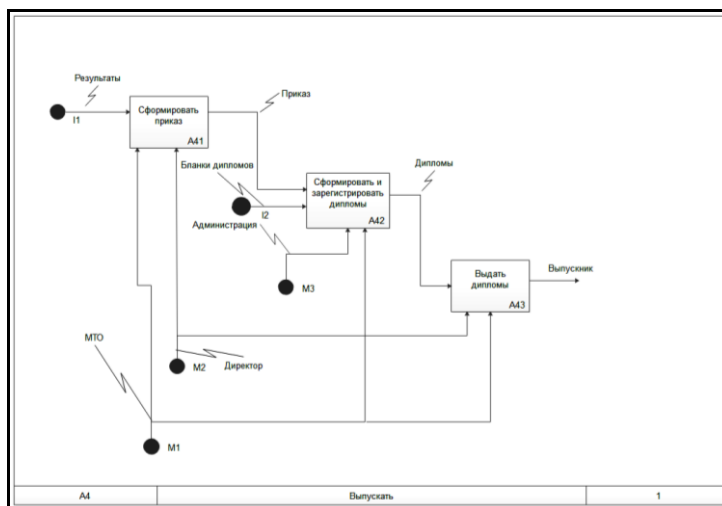 Результаты
I1
Сформировать
приказ
A41
Приказ
Бланки дипломов
I2
Администрация
Сформировать и
зарегистрировать
дипломы
A42
Дипломы
M3
Выдать
дипломы
A43
Выпускник
МТО
M2
Директор
M1
A4
Выпускать
1